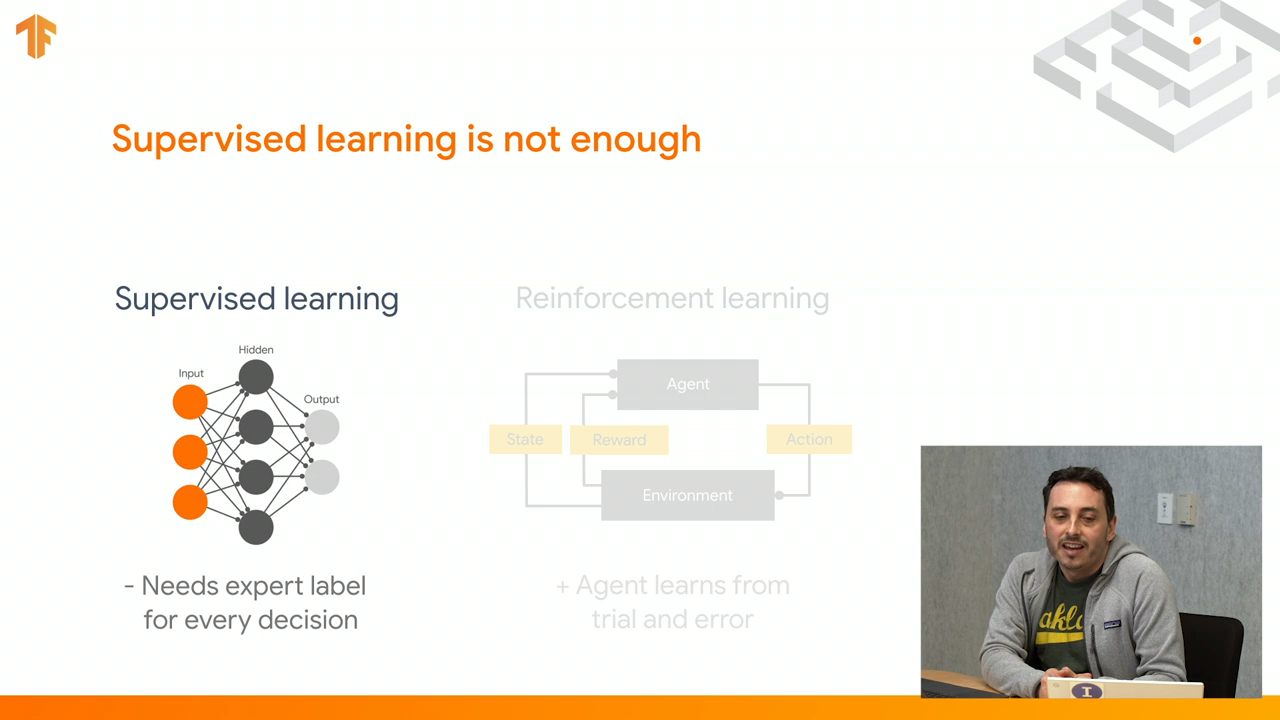 Supervised learning is not enough
Supervised learning
Reinforcement learning
Hidden
Input
Output
Agent
State
Reward
Action
Environment
- Needs expert label
for every decision
+ Agent learns from
trial and error
akla
I